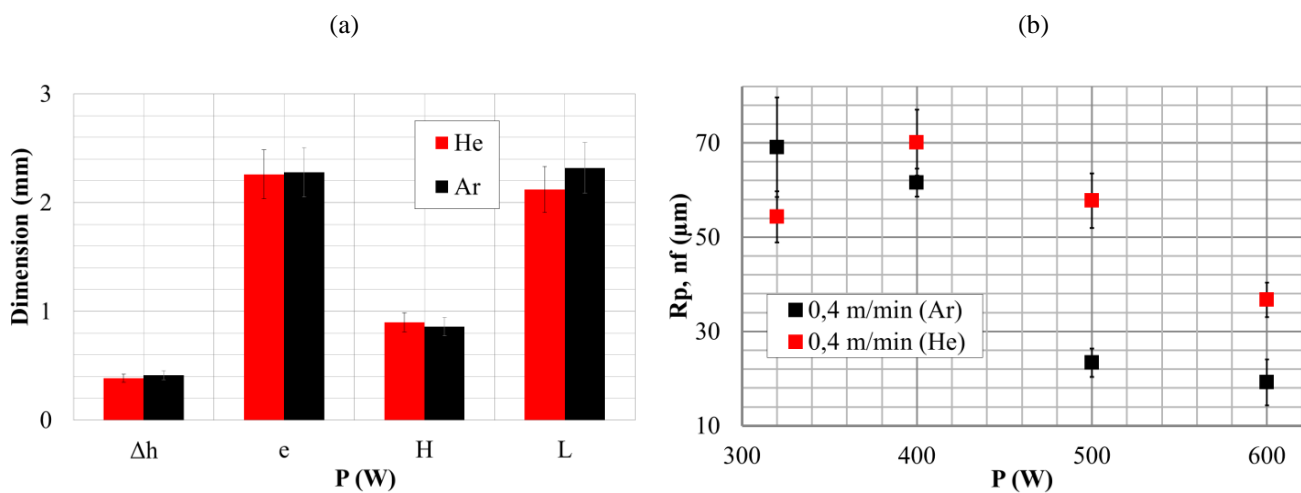 (a)
(b)
3
2
1
0
Dimension (mm)
He
Ar
Δh e H L
P (W)
70
50
30
10
Rp, nf (μm)
0,4 m/min (Ar)
0,4 m/min (He)
300 400 500 600
P (W)